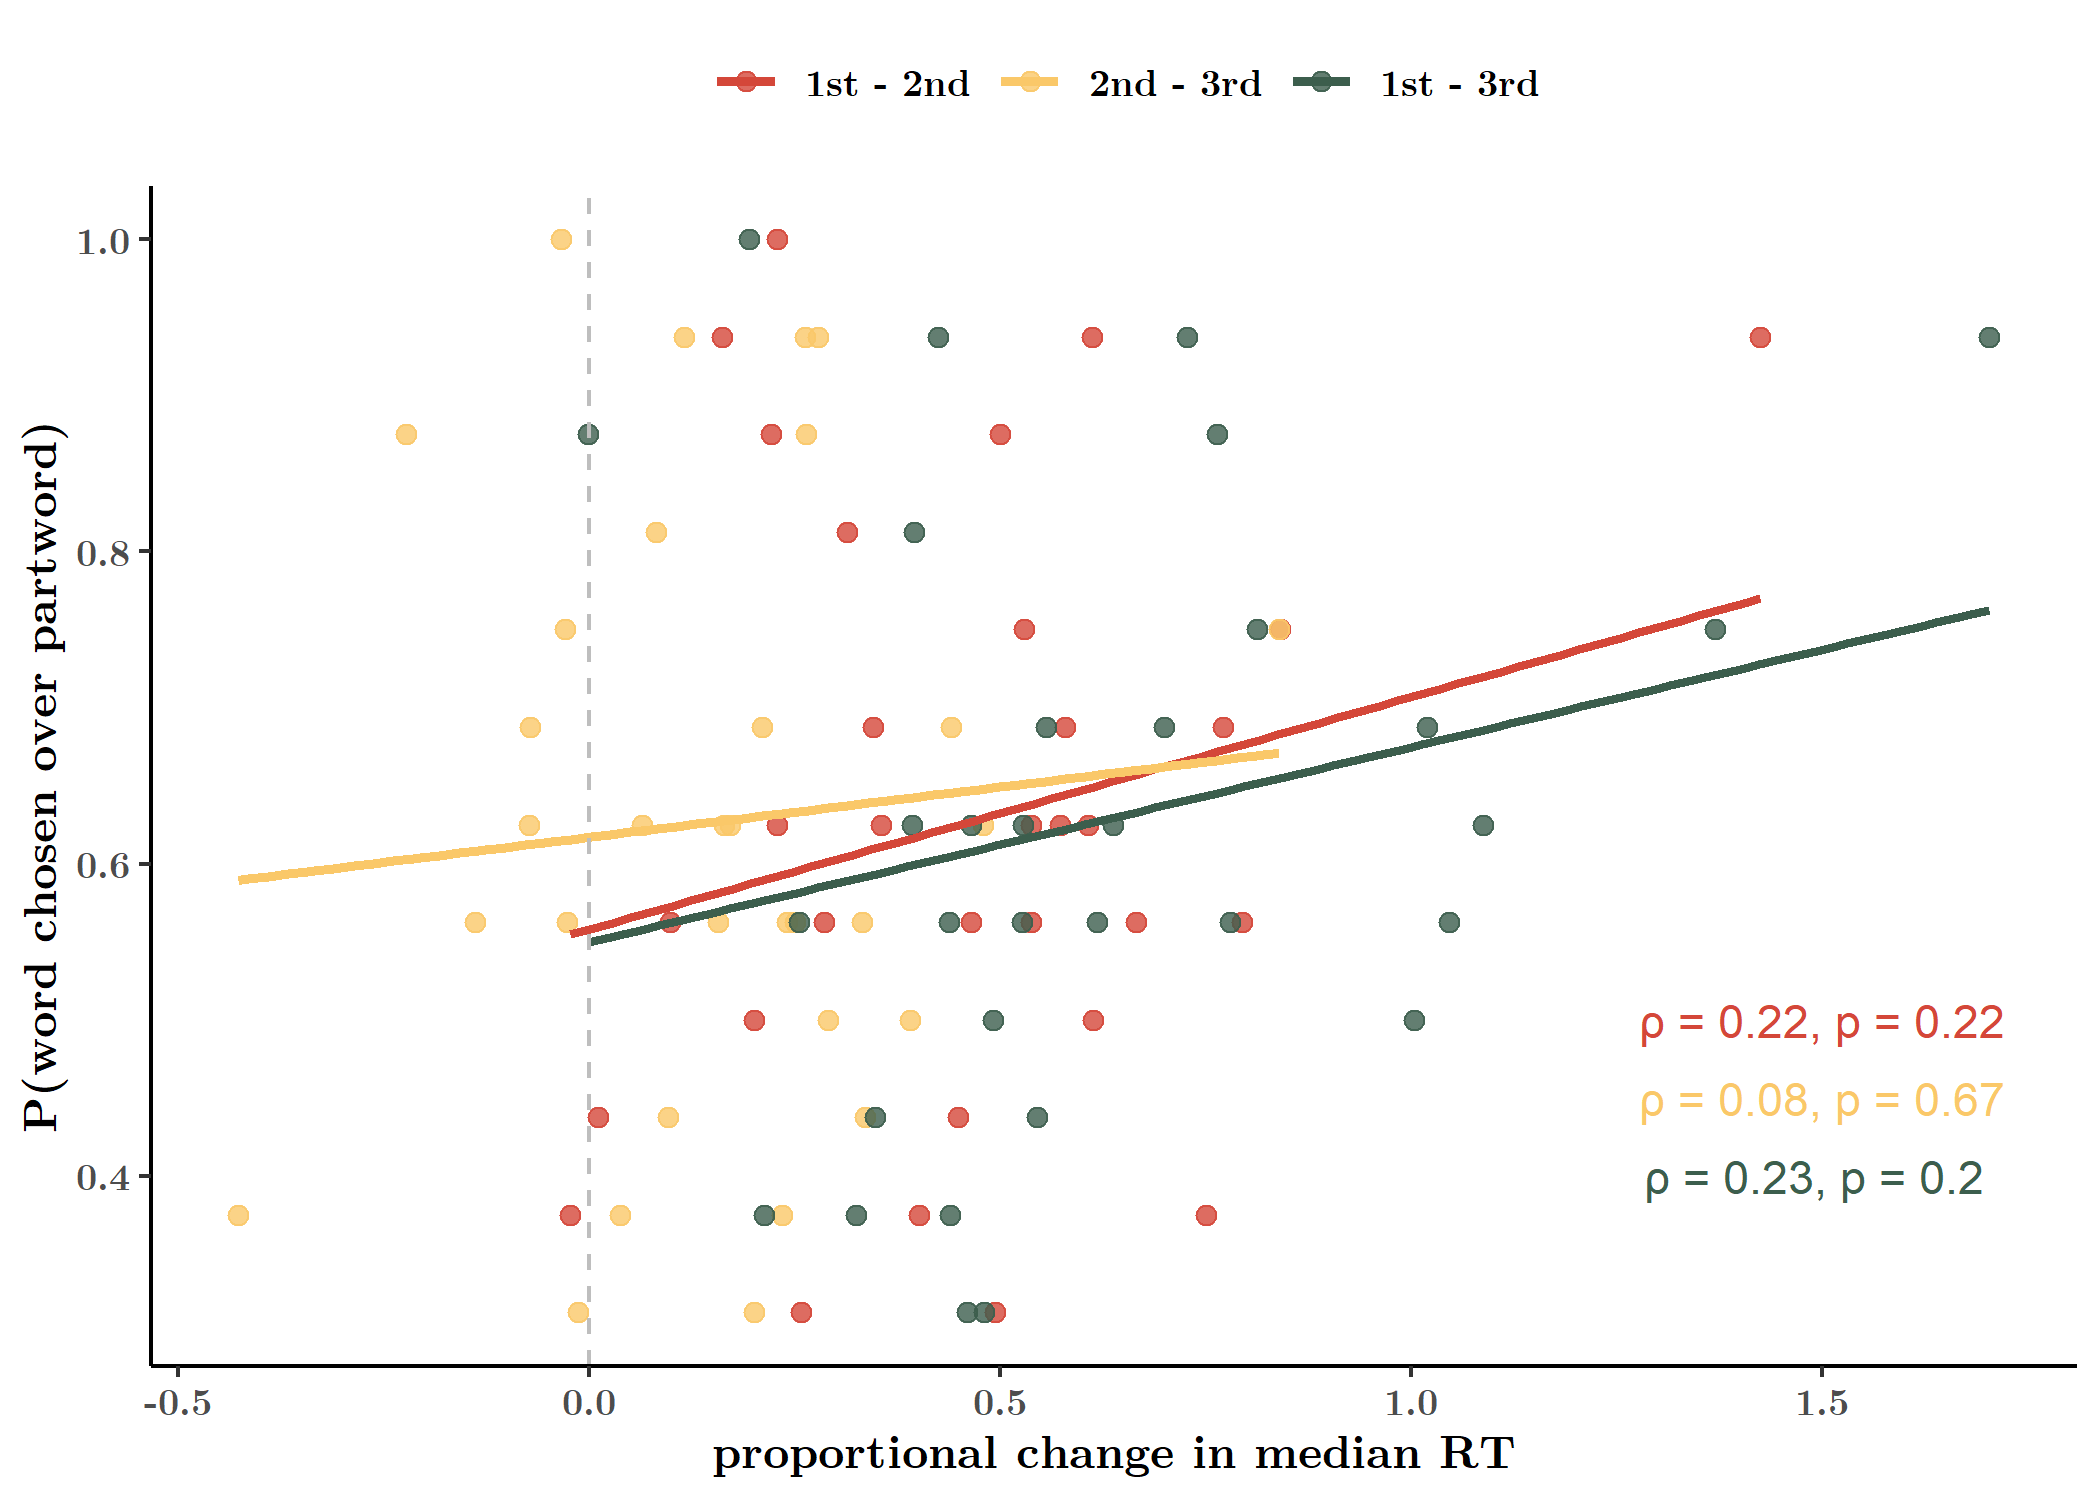 1st - 2nd 2nd - 3rd 1st - 3rd
P(word chosen over partword)
1.0
0.8
0.6
0.4
ρ = 0.22, p = 0.22
ρ = 0.08, p = 0.67
ρ = 0.23, p = 0.2
-0.5 0.0 0.5 1.0 1.5
proportional change in median RT